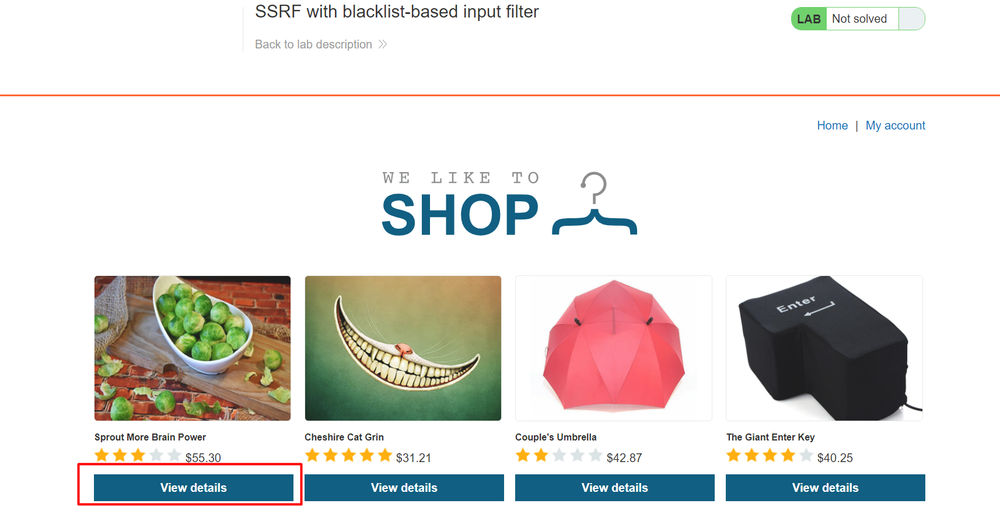 SSRF with blacklist-based input filter
LAB Not solved
Back to lab description
Home | My account
WE LIKE TO
SHOP
Enter
Sprout More Brain Power
$55.30
View details
Cheshire Cat Grin
$31.21
View details
Couple's Umbrella
$42.87
View details
The Giant Enter Key
$40.25
View details